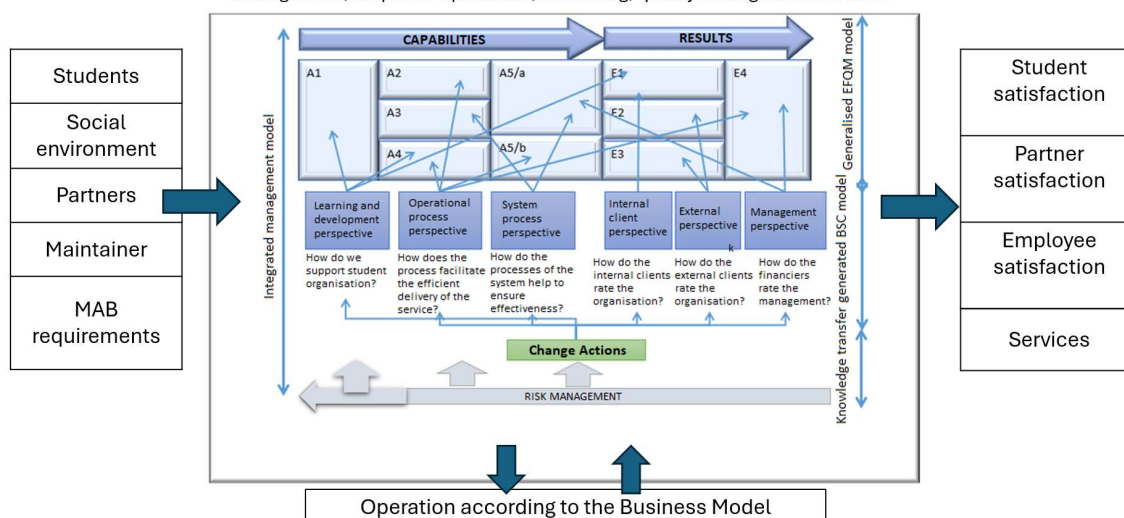 CAPABILITIES
RESULTS
A1
A2
A3
A4
A5/a
A5/b
E1
E2
E3
E4
Students
Social
environment
Partners
Maintainer
MAB
requirements
Integrated management model
Learning and
development
perspective
Operational
process
perspective
System
process
perspective
Internal
client
perspective
External
perspective
k
Management
perspective
How do we
support student
organisation?
How does the
process facilitate
the efficient
delivery of the
service?
How do the
processes of the
system help to
ensure
effectiveness?
How do the
internal clients
rate the
organisation?
How do the
external clients
rate the
organisation?
How do the
financiers
rate the
management?
Change Actions
RISK MANAGEMENT
Generalised EFQM model
Knowledge transfer generated BSC model
Student
satisfaction
Partner
satisfaction
Employee
satisfaction
Services
Operation according to the Business Model